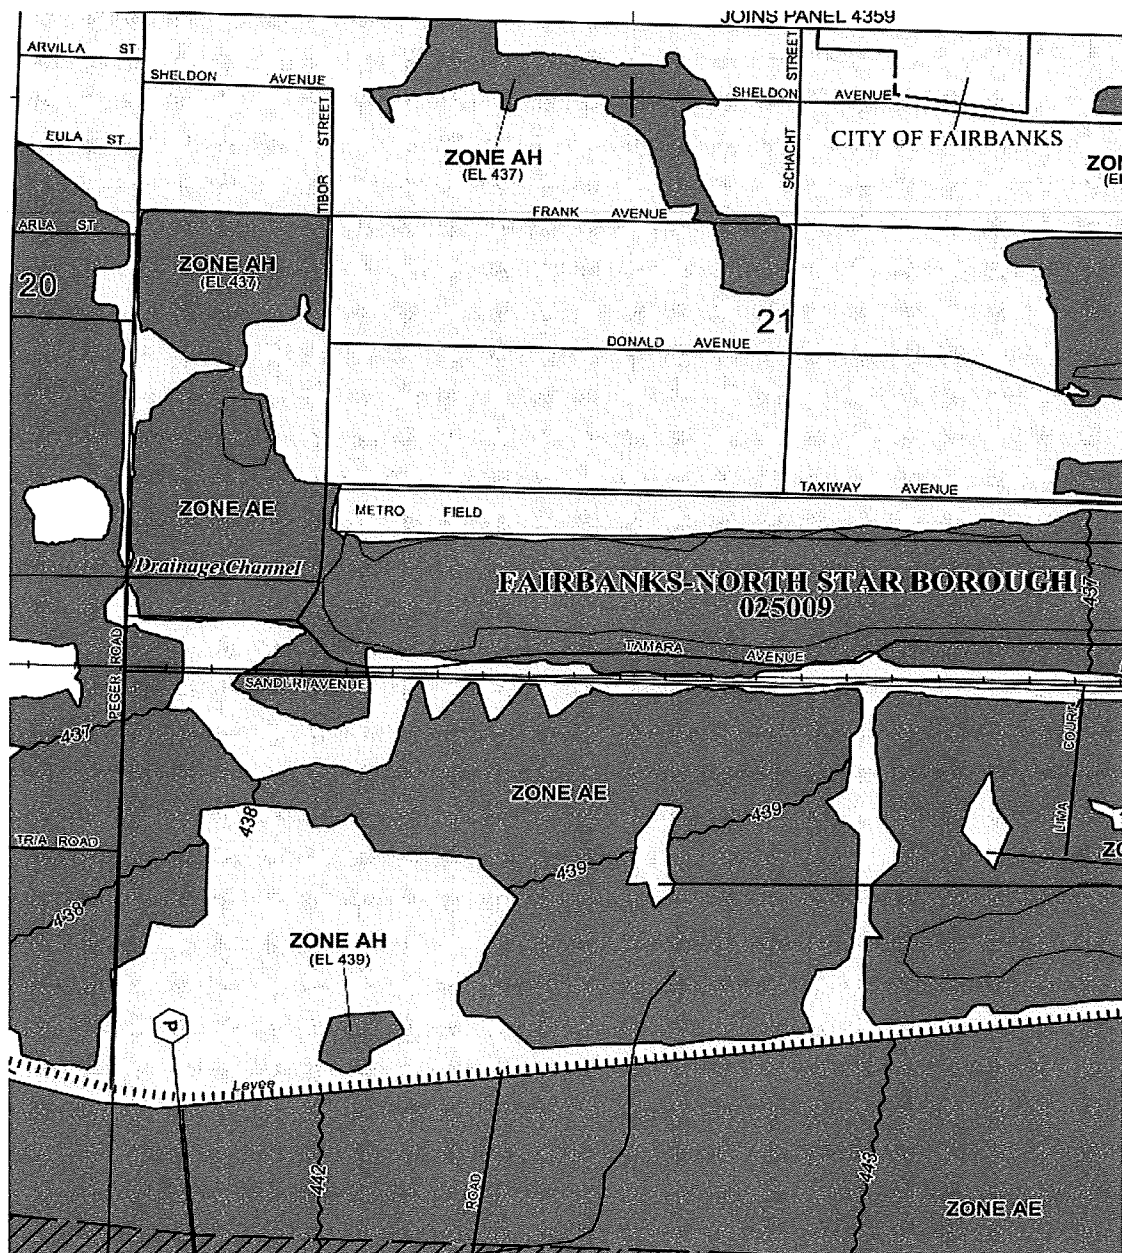 JOINS PANEL 4359
ARVILLA ST
SHELDON AVENUE
STREET
STREET
SHELDON AVENUE
EULA ST
CITY OF FAIRBANKS
ZONE AH
(EL 437)
TIBOR
SCHACHT
FRANK AVENUE
ARLA ST
ZONE AH
(EL 437)
20
21
DONALD AVENUE
TAXIWAY AVENUE
METRO FIELD
ZONE AE
Drainage Channel
FAIRBANKS-NORTH STAR BOROUGH
025009
437
TAMARA AVENUE
PEGER ROAD
SANDURI AVENUE
437
COURT
ZONE AE
439
438
LIMA
TRIA ROAD
439
438
ZONE AH
(EL 439)
P
Levee
442
ROAD
443
ZONE AE